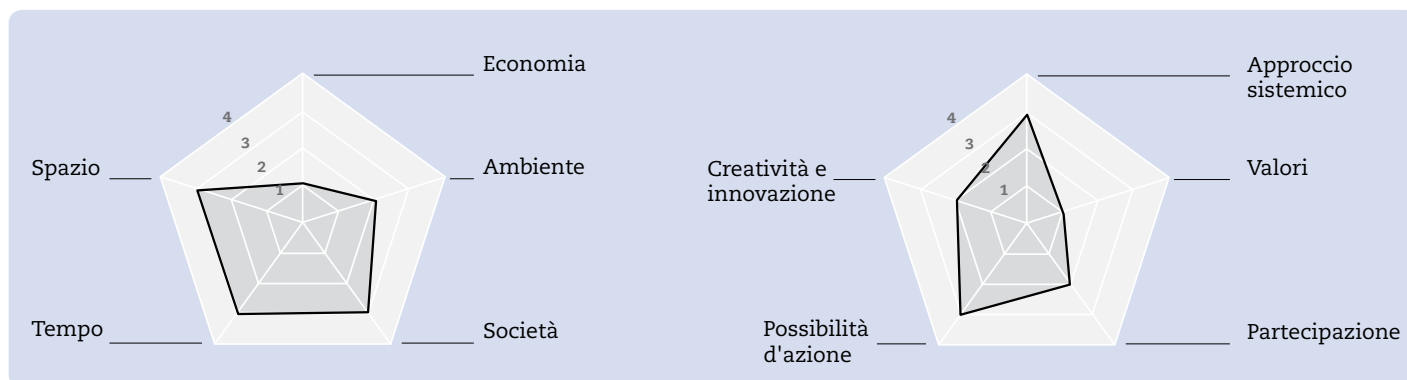 Economia
4
3
Spazio
2
Ambiente
1
Tempo
Società
Approccio
sistemico
4
3
Creatività e
innovazione
2
Valori
1
Possibilità
d'azione
Partecipazione